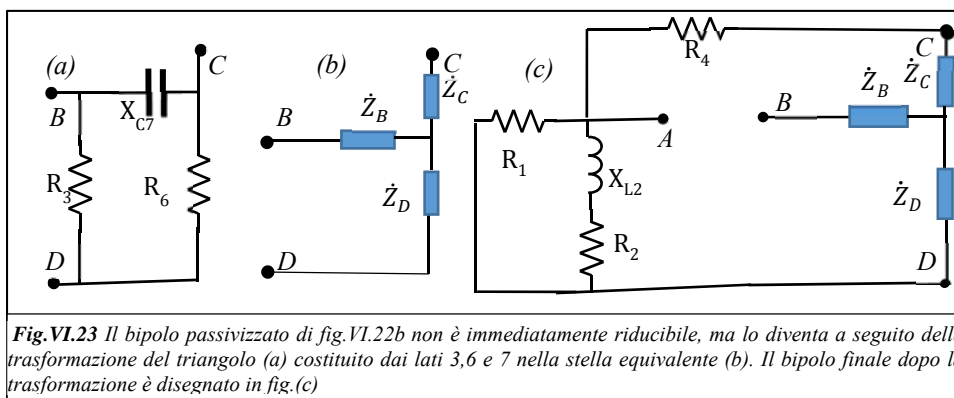 (a)
C
B
X_C7
R_3
R_6
D
(b)
C
Ż_C
Ż_B
B
Ż_D
D
(c)
R_4
C
Ż_C
Ż_B
B
A
R_1
X_L2
Ż_D
R_2
D
Fig.VI.23 Il bipolo passivizzato di fig.VI.22b non è immediatamente riducibile, ma lo diventa a seguito dell
trasformazione del triangolo (a) costituito dai lati 3,6 e 7 nella stella equivalente (b). Il bipolo finale dopo l
trasformazione è disegnato in fig.(c)